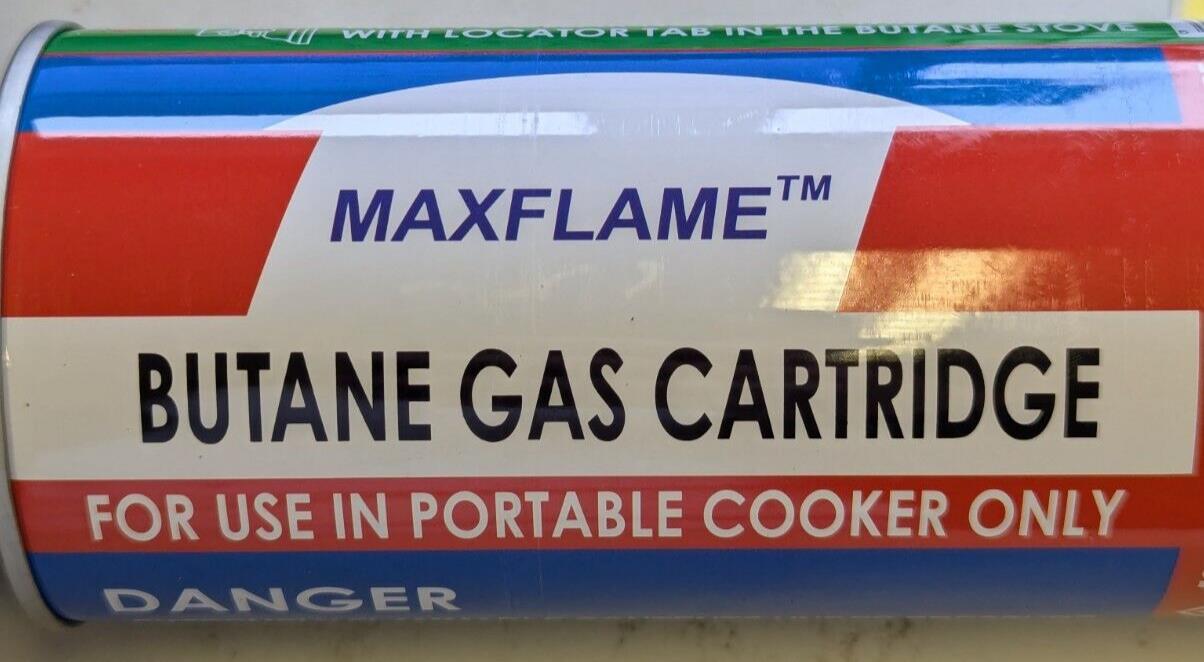 WITH LOCATOR TAB IN THE BUTANE STOVE
MAXFLAME™
BUTANE GAS CARTRIDGE
FOR USE IN PORTABLE COOKER ONLY
DANGER